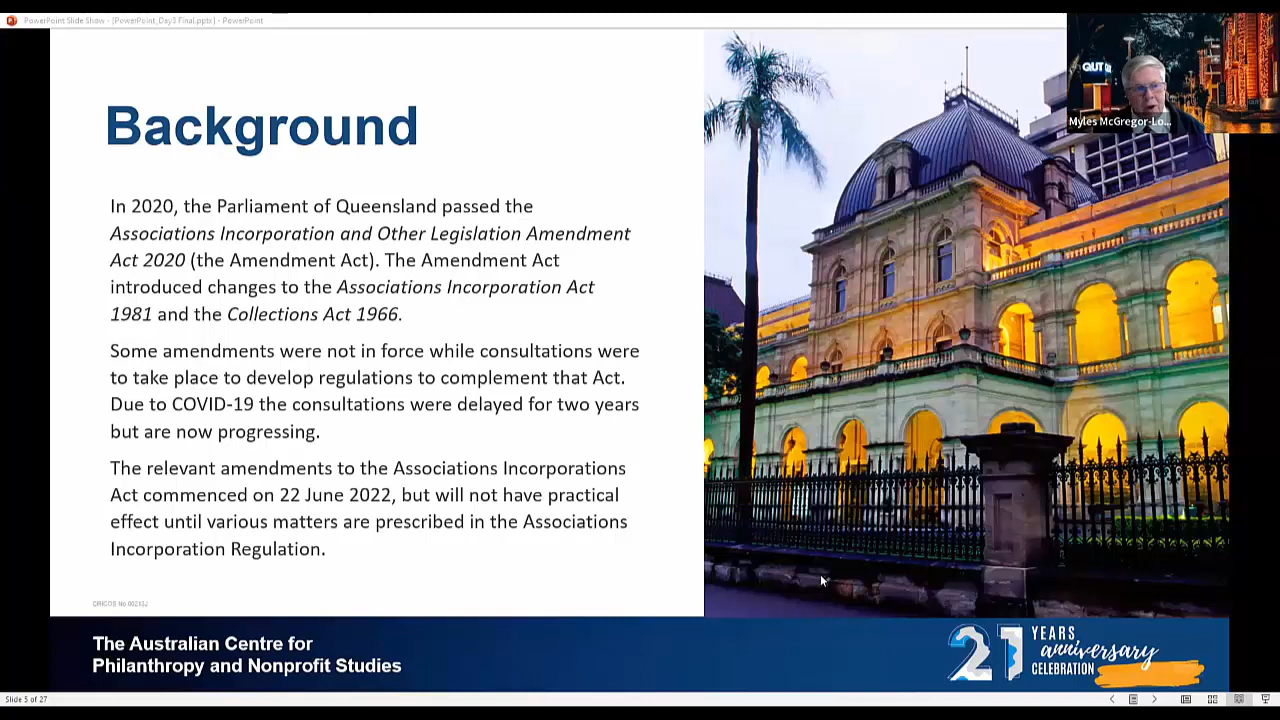 PowerPoint Slide Show - [PowerPoint_Day3 Final.pptx] - PowerPoint
QUT
Myles McGregor-Lo...
Background
In 2020, the Parliament of Queensland passed the
Associations Incorporation and Other Legislation Amendment
Act 2020 (the Amendment Act). The Amendment Act
introduced changes to the Associations Incorporation Act
1981 and the Collections Act 1966.
Some amendments were not in force while consultations were
to take place to develop regulations to complement that Act.
Due to COVID-19 the consultations were delayed for two years
but are now progressing.
The relevant amendments to the Associations Incorporations
Act commenced on 22 June 2022, but will not have practical
effect until various matters are prescribed in the Associations
Incorporation Regulation.
CRICOS No 00213J
The Australian Centre for
Philanthropy and Nonprofit Studies
21 YEARS
anniversary
CELEBRATION
Slide 5 of 27